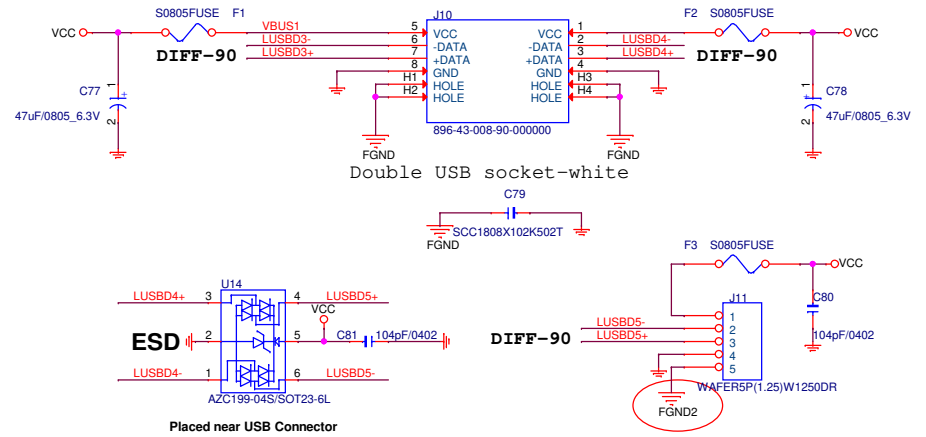 S0805FUSE F1
J10
F2 S0805FUSE
VCC
VBUS1
LUSBD3-
LUSBD3+
DIFF-90
5
6
7
8
H1
H2
VCC
-DATA
+DATA
GND
HOLE
HOLE
VCC
-DATA
+DATA
GND
HOLE
HOLE
1
2
3
4
H3
H4
LUSBD4-
LUSBD4+
DIFF-90
VCC
C77
1
2
47uF/0805_6.3V
C78
1
2
47uF/0805_6.3V
FGND
896-43-008-90-000000
FGND
Double USB socket-white
C79
FGND
SCC1808X102K502T
F3 S0805FUSE
VCC
U14
LUSBD4+ 3
4 LUSBD5+
VCC
ESD
2
5
C81
104pF/0402
LUSBD4- 1
6 LUSBD5-
AZC199-04S/SOT23-6L
Placed near USB Connector
J11
C80
104pF/0402
DIFF-90
LUSBD5-
LUSBD5+
1
2
3
4
5
WAFER5P(1.25)W1250DR
FGND2